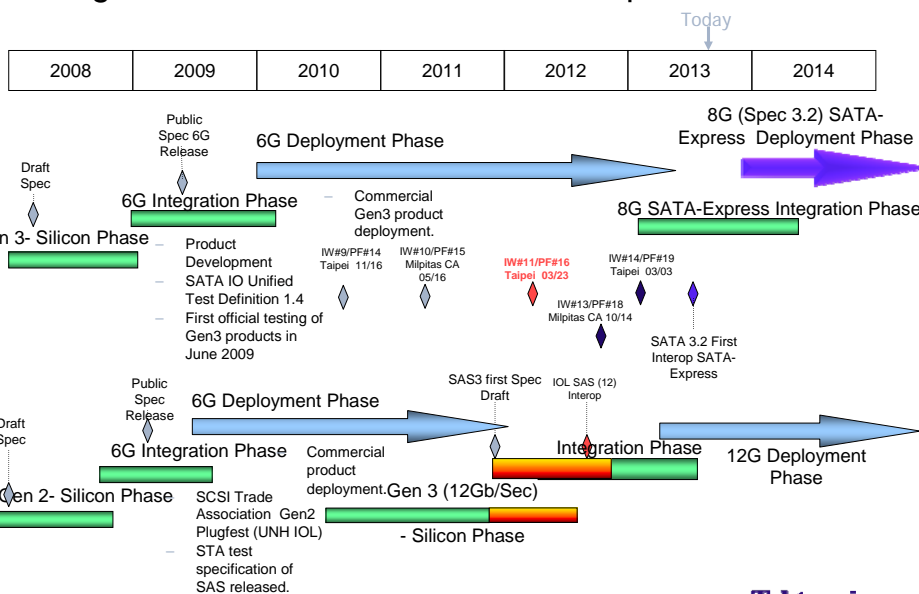 Today
2008 2009 2010 2011 2012 2013 2014
8G (Spec 3.2) SATA-
Express Deployment Phase
Public
Spec 6G
Release
6G Deployment Phase
Draft
Spec
6G Integration Phase
– Commercial
Gen3 product
deployment.
8G SATA-Express Integration Phase
n 3- Silicon Phase
– Product
Development
– SATA IO Unified
Test Definition 1.4
– First official testing of
Gen3 products in
June 2009
IW#9/PF#14
Taipei 11/16
IW#10/PF#15
Milpitas CA
05/16
IW#11/PF#16
Taipei 03/23
IW#14/PF#19
Taipei 03/03
IW#13/PF#18
Milpitas CA 10/14
SATA 3.2 First
Interop SATA-
Express
Public
Spec
Release
6G Deployment Phase
SAS3 first Spec
Draft
IOL SAS (12)
Interop
Draft
Spec
6G Integration Phase
Commercial
product
deployment.
Integration Phase
12G Deployment
Phase
Gen 2- Silicon Phase
Gen 3 (12Gb/Sec)
- Silicon Phase
SCSI Trade
Association Gen2
Plugfest (UNH IOL)
– STA test
specification of
SAS released.